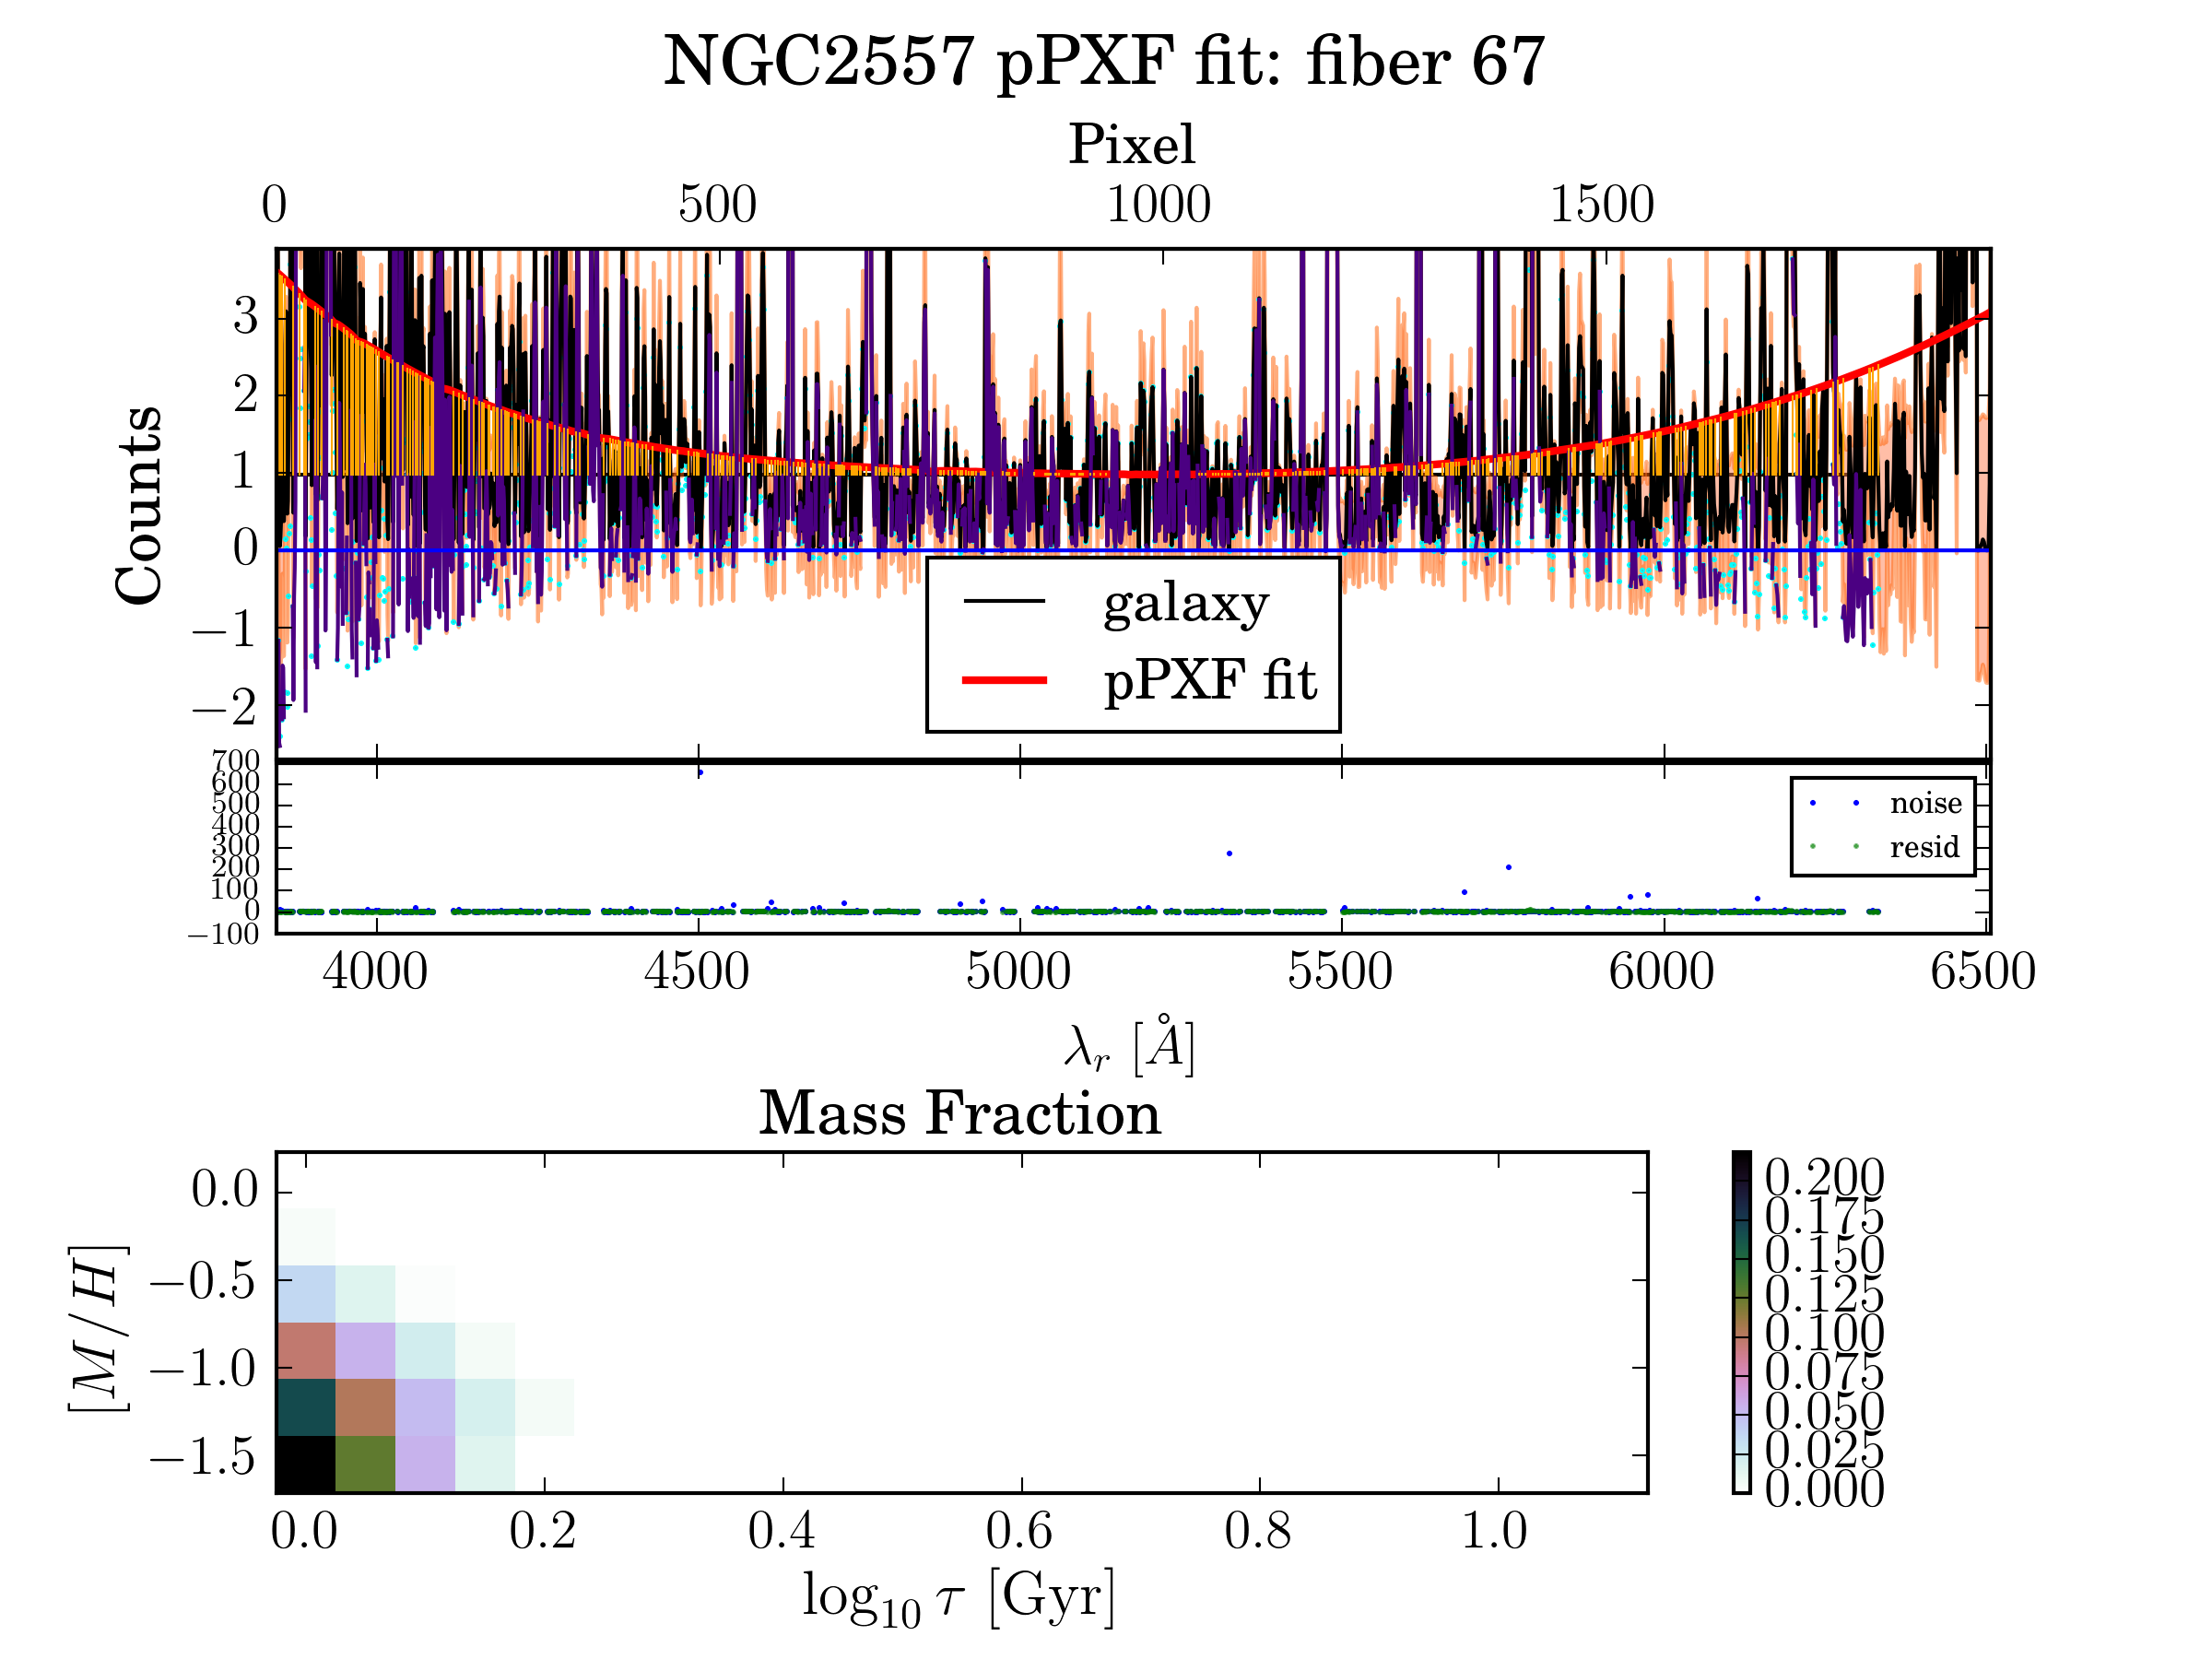 NGC2557 pPXF fit: fiber 67
Pixel
0 500 1000 1500
Counts
3
2
1
0
−1
−2
galaxy
pPXF fit
700
600
500
400
300
200
100
0
−100
noise
resid
4000 4500 5000 5500 6000 6500
λr [Å]
Mass Fraction
[M/H]
0.0
−0.5
−1.0
−1.5
0.0 0.2 0.4 0.6 0.8 1.0
log10 τ [Gyr]
0.200
0.175
0.150
0.125
0.100
0.075
0.050
0.025
0.000